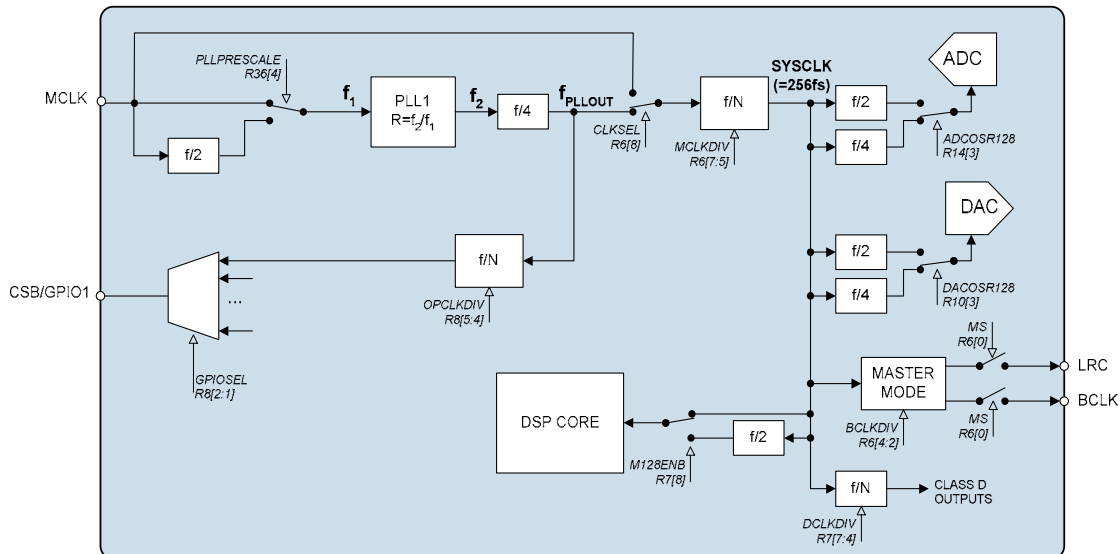 PLLPRESCALE
R36[4]
MCLK
f/2
f1
PLL1
R=f2/f1
f2
f/4
fPLLOUT
CLKSEL
R6[8]
f/N
MCLKDIV
R6[7:5]
SYSCLK
(=256fs)
f/2
f/4
ADC
ADCOSR128
R14[3]
DAC
f/2
f/4
DACOSR128
R10[3]
CSB/GPIO1
...
GPIOSEL
R8[2:1]
f/N
OPCLKDIV
R8[5:4]
MASTER
MODE
BCLKDIV
R6[4:2]
MS
R6[0]
LRC
BCLK
MS
R6[0]
DSP CORE
f/2
M128ENB
R7[8]
f/N
DCLKDIV
R7[7:4]
CLASS D
OUTPUTS